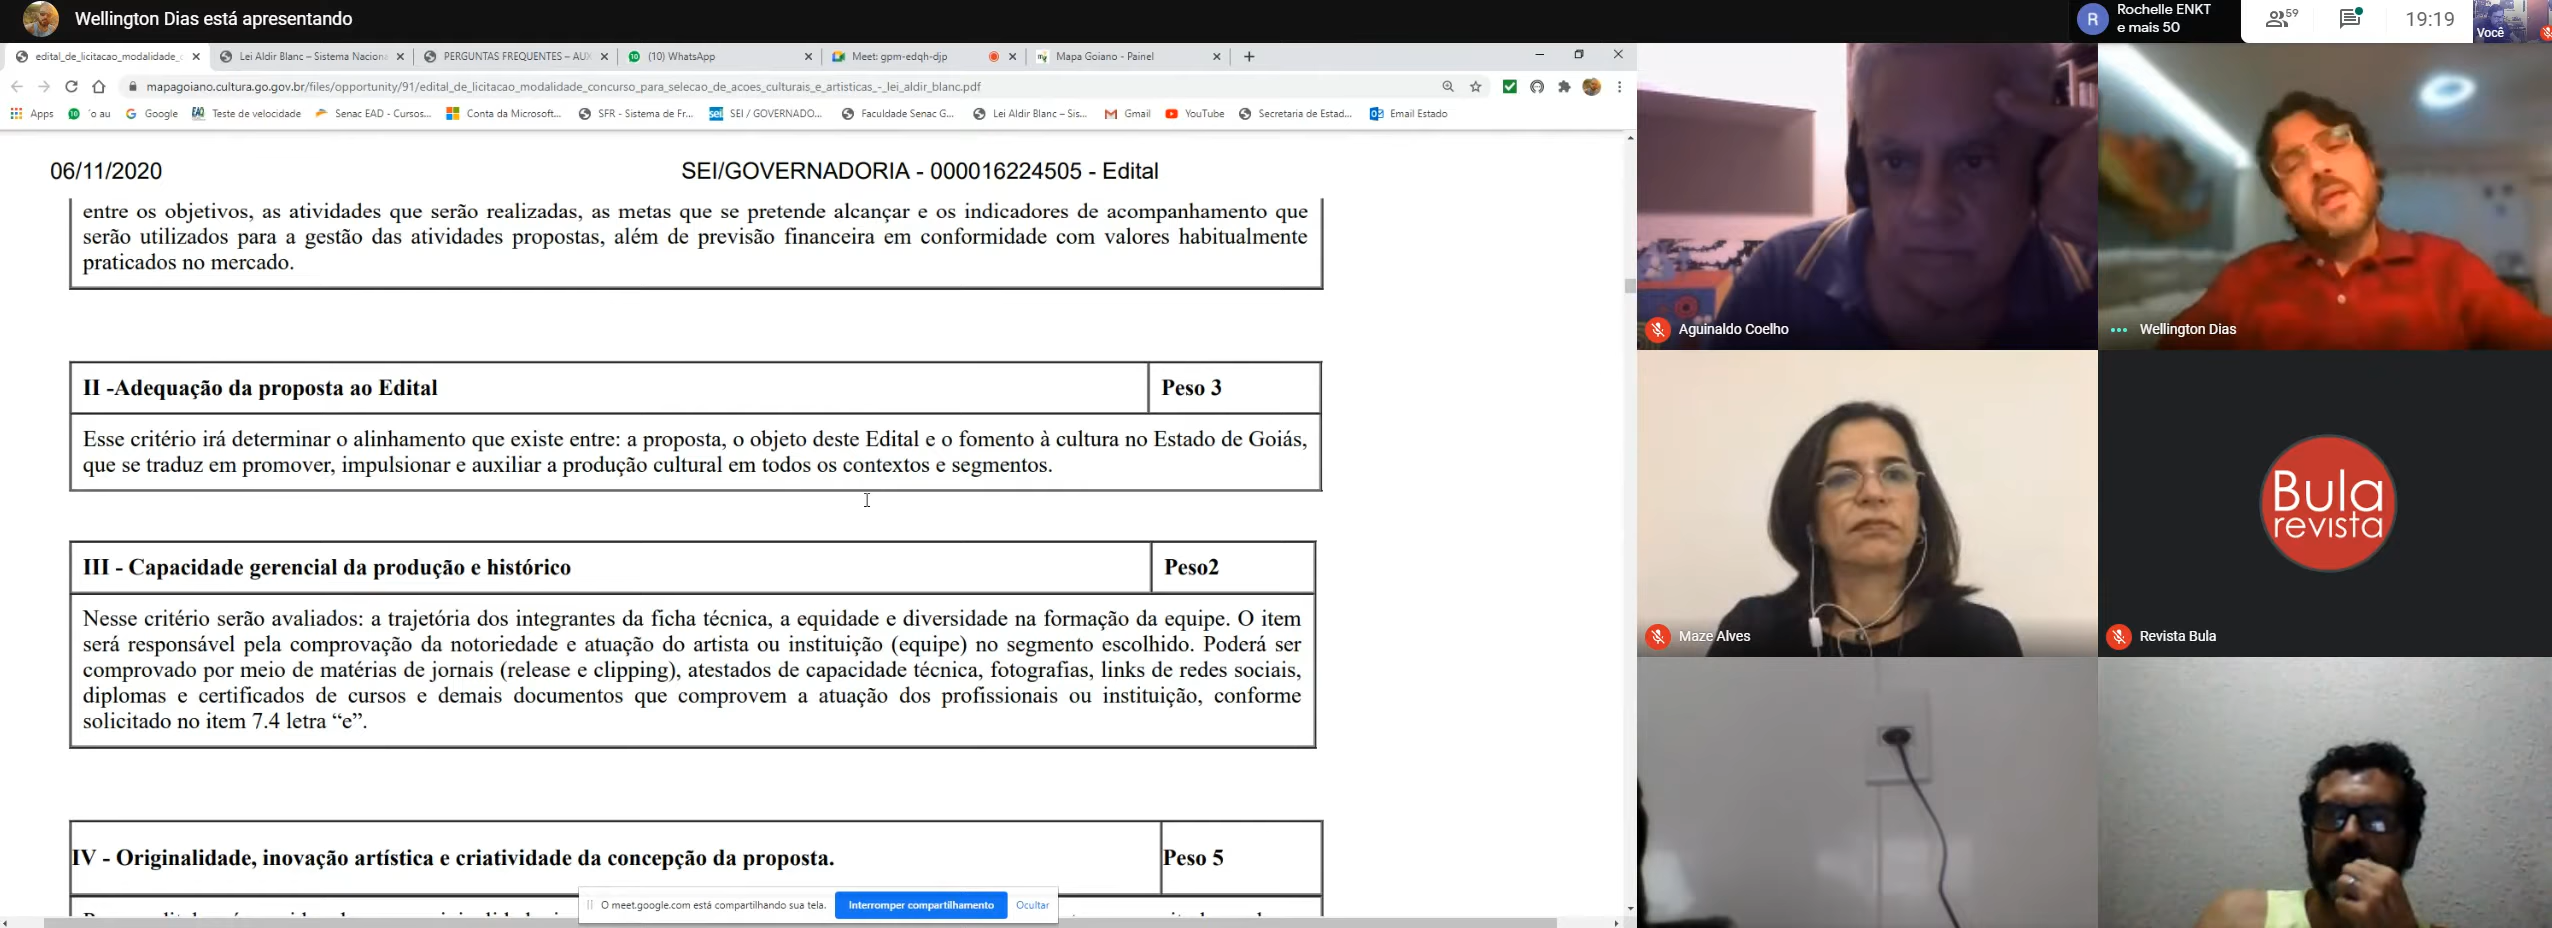 Wellington Dias está apresentando
R
Rochelle ENKT
e mais 50
59
19:19
Você
edital_de_licitacao_modalidade_c
Lei Aldir Blanc – Sistema Naciona
PERGUNTAS FREQUENTES – AUX
(10) WhatsApp
Meet: gpm-edqh-djp
Mapa Goiano - Painel
mapagoiano.cultura.go.gov.br/files/opportunity/91/edital_de_licitacao_modalidade_concurso_para_selecao_de_acoes_culturais_e_artisticas_-_lei_aldir_blanc.pdf
Apps
Google
Teste de velocidade
Senac EAD - Cursos...
Conta da Microsoft...
SFR - Sistema de Fr...
SEI / GOVERNADO...
Faculdade Senac G...
Lei Aldir Blanc – Sis...
Gmail
YouTube
Secretaria de Estad...
Email Estado
06/11/2020
SEI/GOVERNADORIA - 000016224505 - Edital
entre os objetivos, as atividades que serão realizadas, as metas que se pretende alcançar e os indicadores de acompanhamento que
serão utilizados para a gestão das atividades propostas, além de previsão financeira em conformidade com valores habitualmente
praticados no mercado.
II -Adequação da proposta ao Edital
Peso 3
Esse critério irá determinar o alinhamento que existe entre: a proposta, o objeto deste Edital e o fomento à cultura no Estado de Goiás,
que se traduz em promover, impulsionar e auxiliar a produção cultural em todos os contextos e segmentos.
III - Capacidade gerencial da produção e histórico
Peso2
Nesse critério serão avaliados: a trajetória dos integrantes da ficha técnica, a equidade e diversidade na formação da equipe. O item
será responsável pela comprovação da notoriedade e atuação do artista ou instituição (equipe) no segmento escolhido. Poderá ser
comprovado por meio de matérias de jornais (release e clipping), atestados de capacidade técnica, fotografias, links de redes sociais,
diplomas e certificados de cursos e demais documentos que comprovem a atuação dos profissionais ou instituição, conforme
solicitado no item 7.4 letra “e”.
IV - Originalidade, inovação artística e criatividade da concepção da proposta.
Peso 5
O meet.google.com está compartilhando sua tela.
Interromper compartilhamento
Ocultar
Aguinaldo Coelho
Wellington Dias
Maze Alves
Bula
revista
Revista Bula